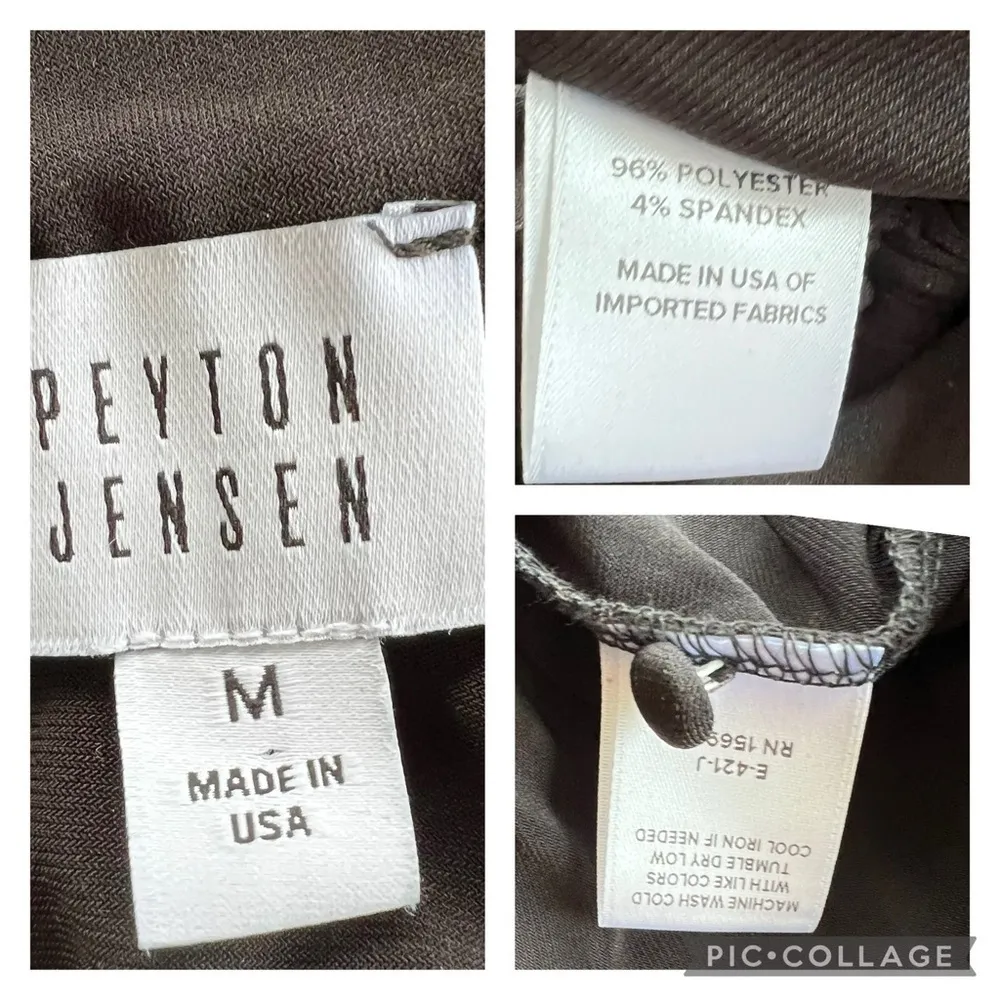 PEYTON
JENSEN
M
MADE IN
USA
96% POLYESTER
4% SPANDEX
MADE IN USA OF
IMPORTED FABRICS
MACHINE WASH COLD
WITH LIKE COLORS
TUMBLE DRY LOW
COOL IRON IF NEEDED
E-421-J
RN
PIC•COLLAGE